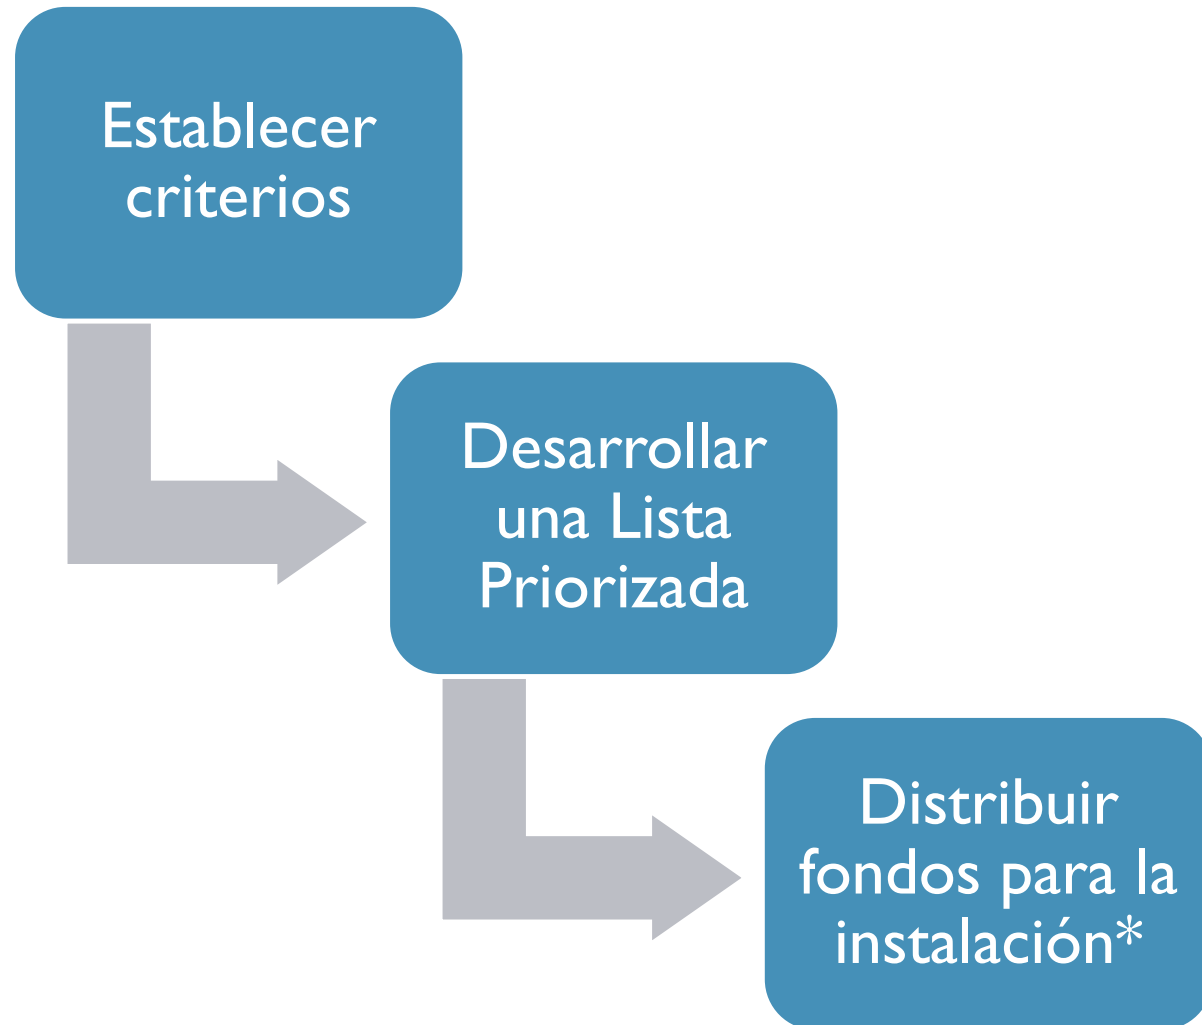 Establecer
criterios
Desarrollar
una Lista
Priorizada
Distribuir
fondos para la
instalación*